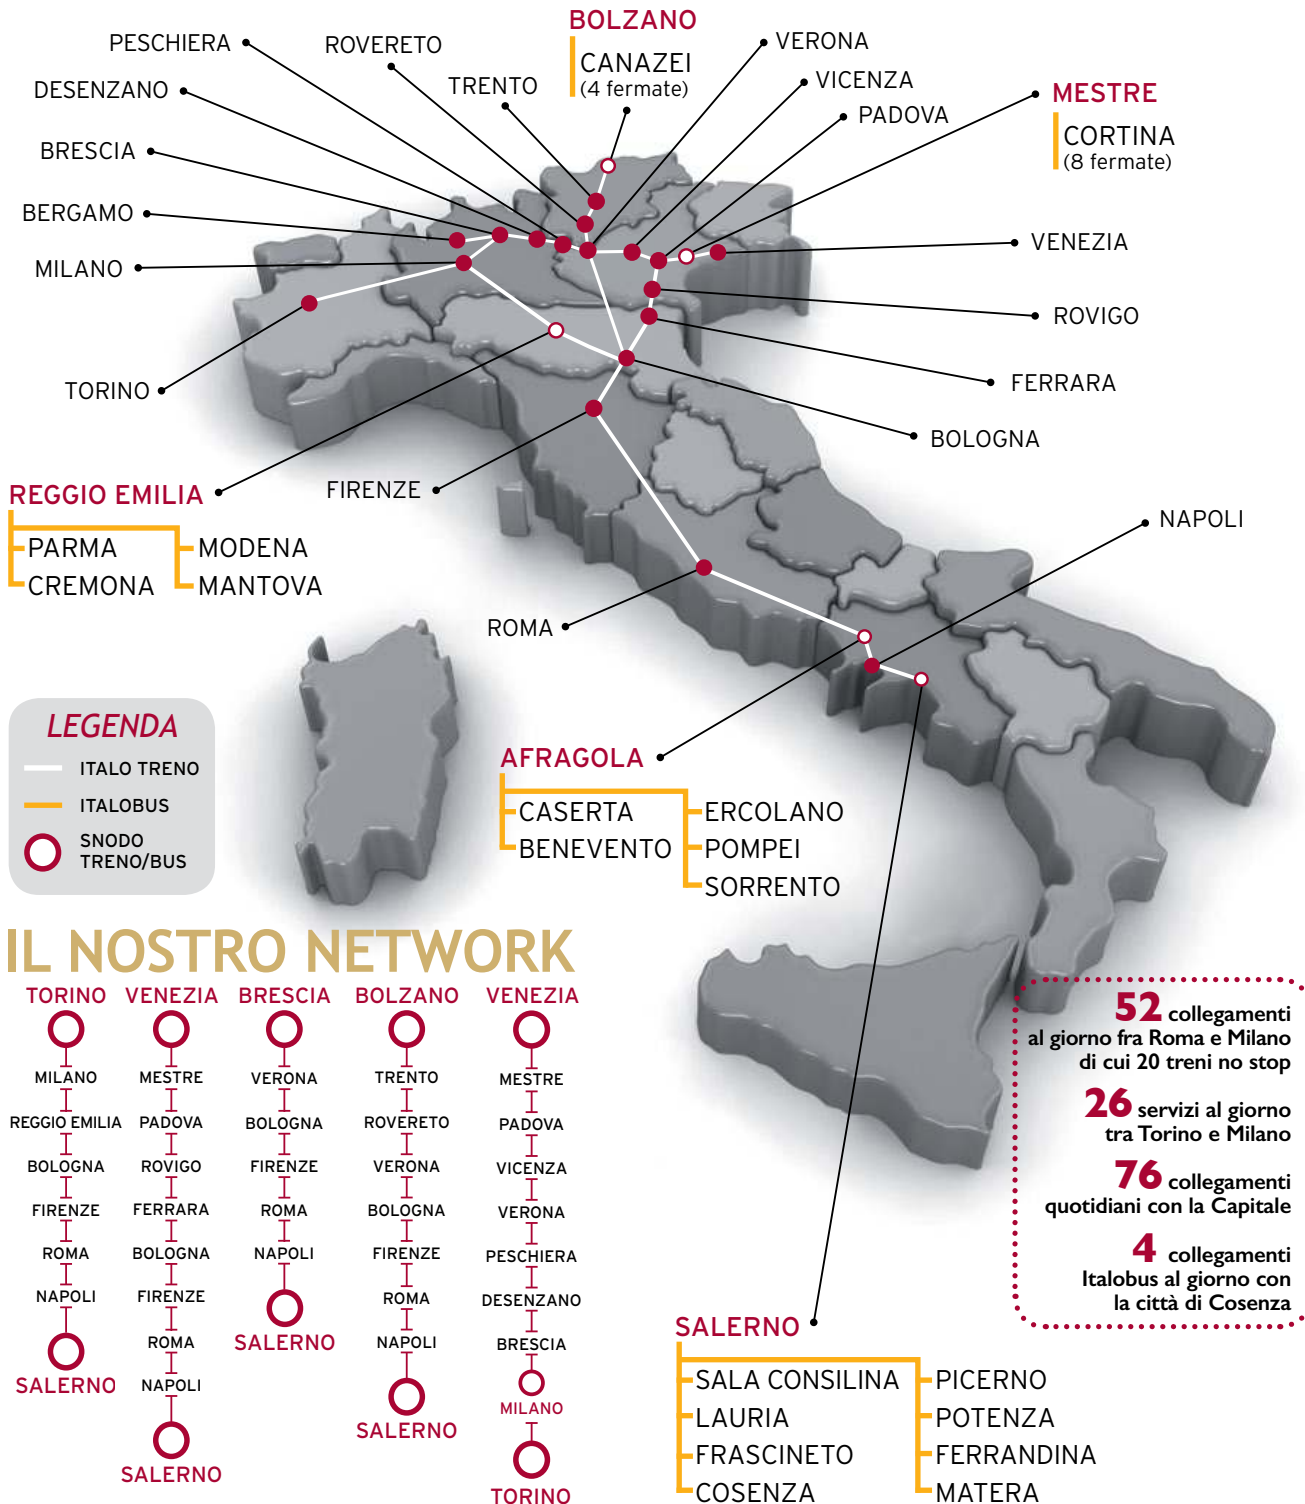 BOLZANO
CANAZEI
(4 fermate)
PESCHIERA
ROVERETO
VERONA
DESENZANO
TRENTO
VICENZA
MESTRE
CORTINA
(8 fermate)
PADOVA
BRESCIA
BERGAMO
VENEZIA
MILANO
ROVIGO
TORINO
FERRARA
BOLOGNA
REGGIO EMILIA
PARMA
MODENA
CREMONA
MANTOVA
FIRENZE
NAPOLI
ROMA
LEGENDA
ITALO TRENO
ITALOBUS
SNODO
TRENO/BUS
AFRAGOLA
CASERTA
ERCOLANO
BENEVENTO
POMPEI
SORRENTO
IL NOSTRO NETWORK
TORINO
MILANO
REGGIO EMILIA
BOLOGNA
FIRENZE
ROMA
NAPOLI
SALERNO
VENEZIA
MESTRE
PADOVA
ROVIGO
FERRARA
BOLOGNA
FIRENZE
ROMA
NAPOLI
SALERNO
BRESCIA
VERONA
BOLOGNA
FIRENZE
ROMA
NAPOLI
SALERNO
BOLZANO
TRENTO
ROVERETO
VERONA
BOLOGNA
FIRENZE
ROMA
NAPOLI
SALERNO
VENEZIA
MESTRE
PADOVA
VICENZA
VERONA
PESCHIERA
DESENZANO
BRESCIA
MILANO
TORINO
52 collegamenti
al giorno fra Roma e Milano
di cui 20 treni no stop
26 servizi al giorno
tra Torino e Milano
76 collegamenti
quotidiani con la Capitale
4 collegamenti
Italobus al giorno con
la città di Cosenza
SALERNO
SALA CONSILINA
PICERNO
LAURIA
POTENZA
FRASCINETO
FERRANDINA
COSENZA
MATERA